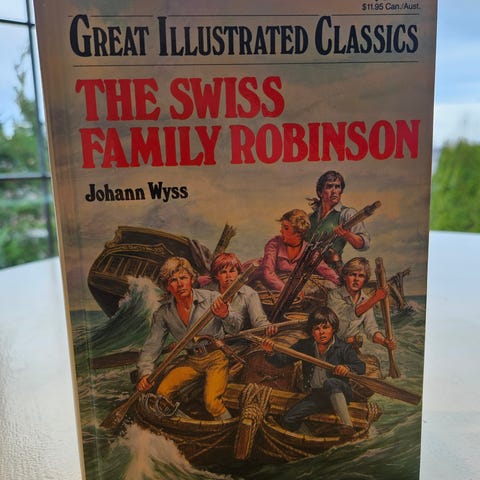 $11.95 Can./Aust.
GREAT ILLUSTRATED CLASSICS
THE SWISS
FAMILY ROBINSON
Johann Wyss